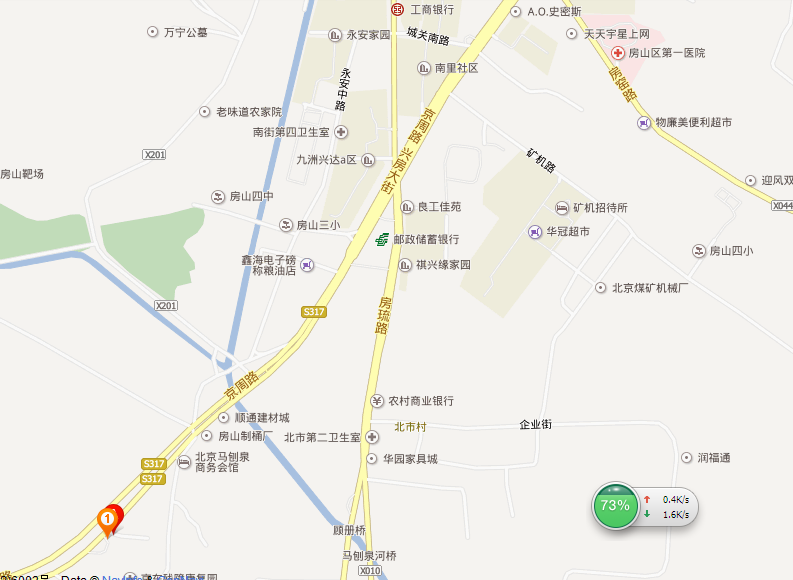 工商银行
A.O.史密斯
万宁公墓
永安家园
城关南路
天天宇星上网
房山区第一医院
南里社区
房窑路
永安中路
老味道农家院
京周路
物廉美便利超市
南街第四卫生室
兴房大街
矿机路
X201
九洲兴达a区
房山靶场
迎风双
房山四中
良工佳苑
矿机招待所
X044
房山三小
华冠超市
邮政储蓄银行
房山四小
鑫海电子磅
称粮油店
祺兴缘家园
北京煤矿机械厂
X201
S317
房琉路
京周路
农村商业银行
顺通建材城
北市村
企业街
房山制桶厂
北市第二卫生室
北京马刨泉
商务会馆
华园家具城
润福通
S317
S317
73%
0.4K/s
1.6K/s
1
顾册桥
马刨泉河桥
X010
路
6093号 - Data ©